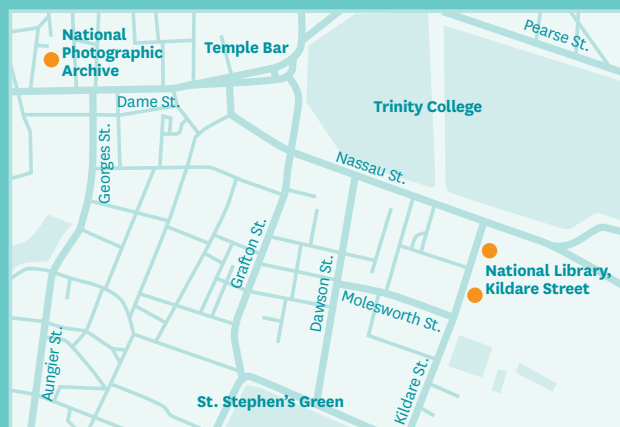 National
Photographic
Archive
Temple Bar
Pearse St.
Dame St.
Trinity College
Georges St.
Nassau St.
Grafton St.
Dawson St.
National Library,
Kildare Street
Molesworth St.
Aungier St.
Kildare St.
St. Stephen's Green